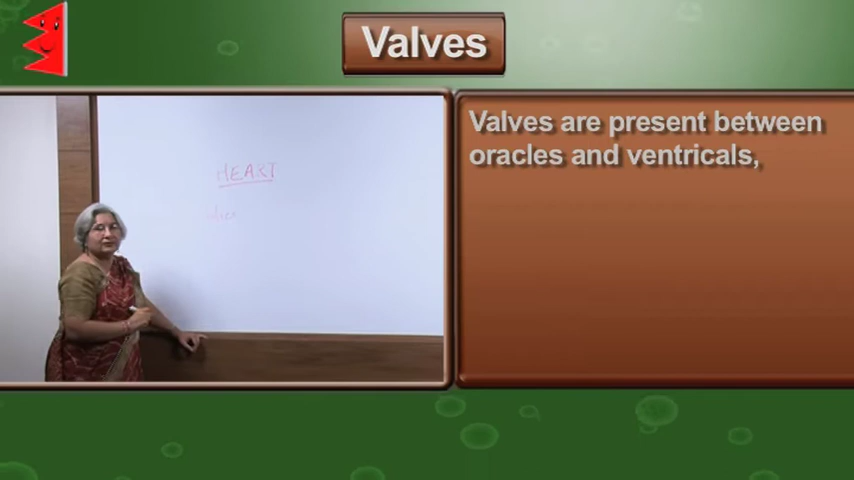 Valves
Valves are present between
oracles and ventricals,
HEART